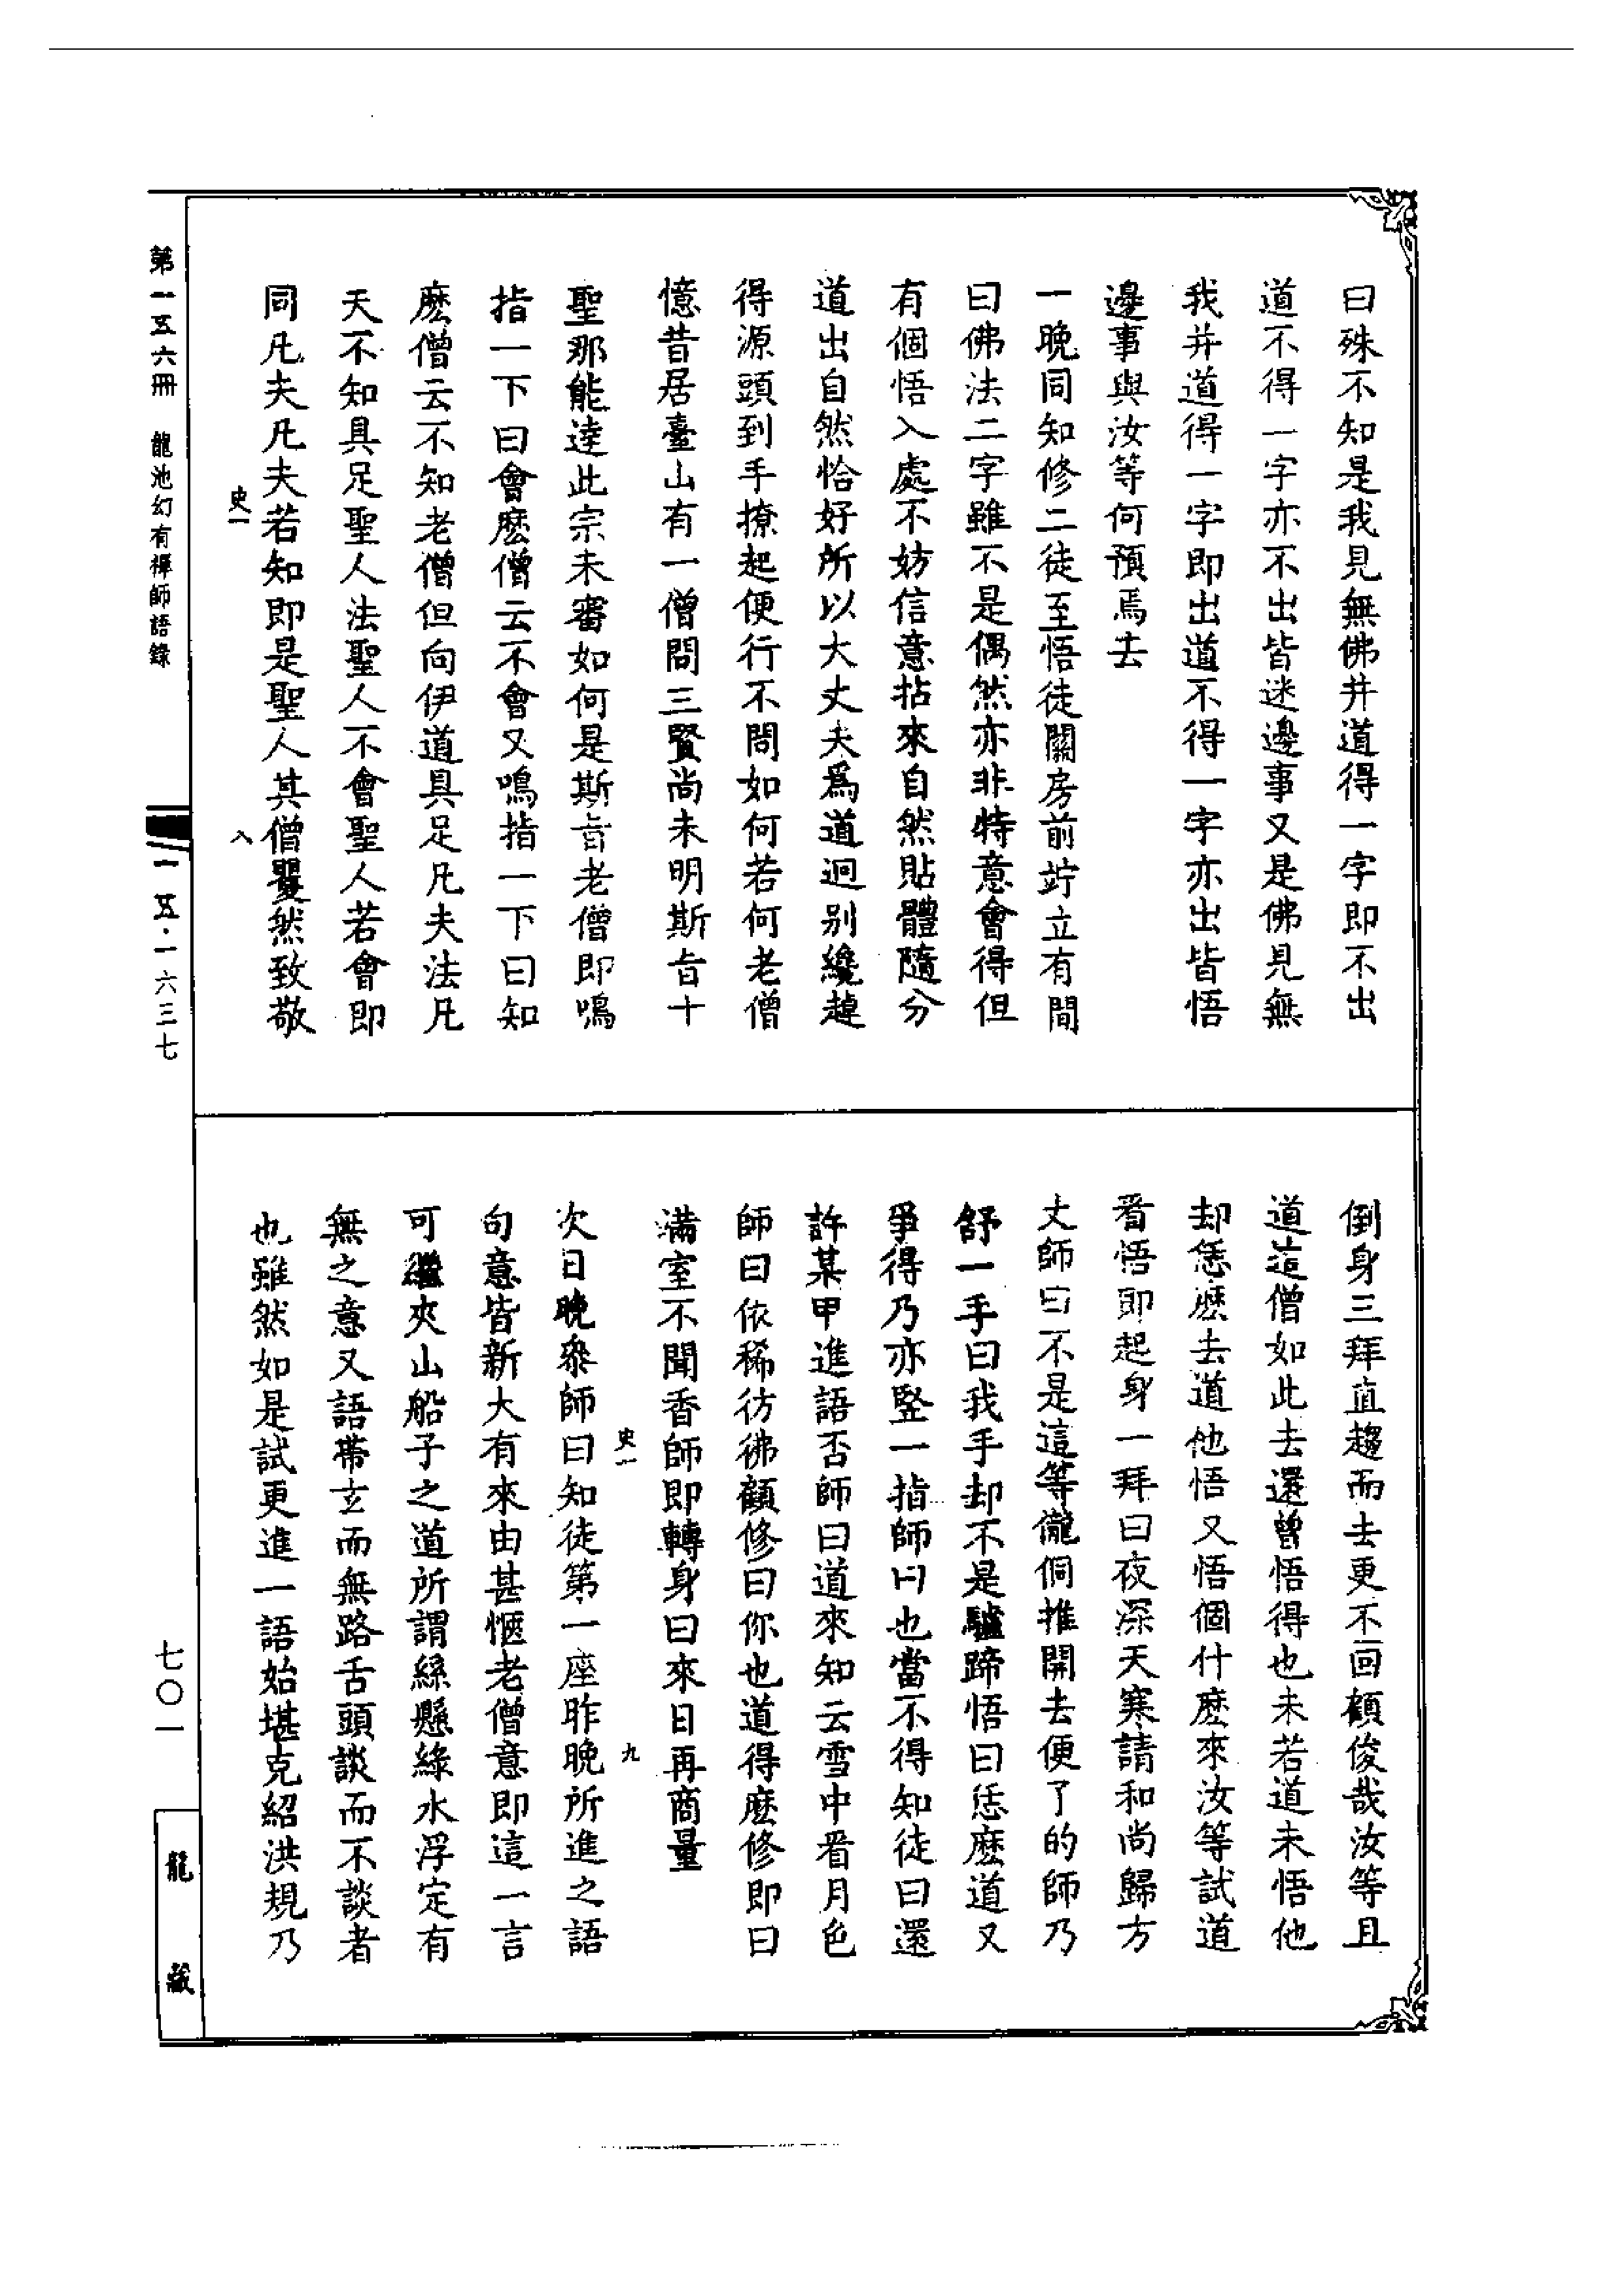 曰殊不知是我見無佛井道得一字即不出
道不得一字亦不出皆迷邊事又是佛見無
我井道得一字即出道不得一字亦出皆悟
邊事與汝等何預焉去
一晚同知修二徒至悟徒關房前竚立有間
曰佛法二字雖不是偶然亦非特意會得但
有個悟入處不妨信意拈來自然貼體隨分
道出自然恰好所以大丈夫為道迥别纔趠
得源頭到手撩起便行不問如何若何老僧
憶昔居臺山有一僧問三賢尚未明斯旨十
聖那能達此宗未審如何是斯旨老僧即鳴
指一下曰會麽僧云不會又鳴指一下曰知
麽僧云不知老僧但向伊道具足凡夫法凡
天不知具足聖人法聖人不會聖人若會即
同凡夫凡夫若知即是聖人其僧矍然致敬
史一
八
倒身三拜直趨而去更不回顧俊哉汝等且
道這僧如此去還曾悟得也未若道未悟他
却恁麽去道他悟又悟個什麽來汝等試道
看悟即起身一拜曰夜深天寒請和尚歸方
丈師曰不是這等儱侗推開去便了的師乃
舒一手曰我手却不是驢蹄悟曰恁麽道又
爭得乃亦竪一指師曰也當不得知徒曰還
許某甲進語否師曰道來知云雪中看月色
師曰依稀彷彿顧修曰你也道得麽修即曰
滿室不聞香師即轉身曰來日再商量
史一
九
次日晚叅師曰知徒第一座昨晚所進之語
句意皆新大有來由甚愜老僧意即這一言
可繼夾山船子之道所謂絲懸綠水浮定有
無之意又語帶玄而無路舌頭談而不談者
也雖然如是試更進一語始堪克紹洪規乃
第一五六冊 龍池幻有禪師語錄
一五·一六三七
七〇一
龍藏